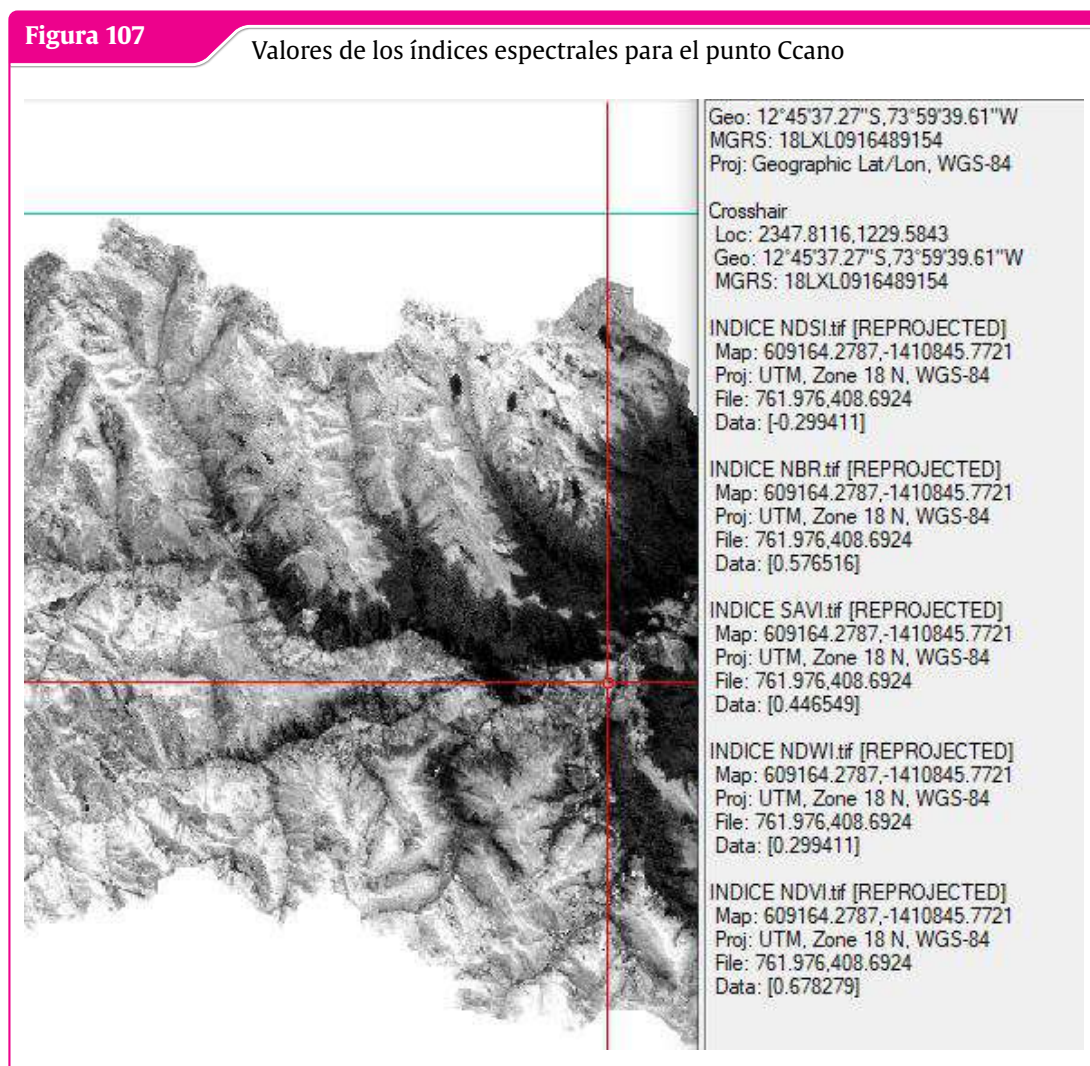 Figura 107
Valores de los índices espectrales para el punto Ccano
Geo: 12°45'37.27"S,73°59'39.61"W
MGRS: 18LXL0916489154
Proj: Geographic Lat/Lon, WGS-84
Crosshair
Loc: 2347.8116,1229.5843
Geo: 12°45'37.27"S,73°59'39.61"W
MGRS: 18LXL0916489154
INDICE NDSI.tif [REPROJECTED]
Map: 609164.2787,-1410845.7721
Proj: UTM, Zone 18 N, WGS-84
File: 761.976,408.6924
Data: [-0.299411]
INDICE NBR.tif [REPROJECTED]
Map: 609164.2787,-1410845.7721
Proj: UTM, Zone 18 N, WGS-84
File: 761.976,408.6924
Data: [0.576516]
INDICE SAVI.tif [REPROJECTED]
Map: 609164.2787,-1410845.7721
Proj: UTM, Zone 18 N, WGS-84
File: 761.976,408.6924
Data: [0.446549]
INDICE NDWI.tif [REPROJECTED]
Map: 609164.2787,-1410845.7721
Proj: UTM, Zone 18 N, WGS-84
File: 761.976,408.6924
Data: [0.299411]
INDICE NDVI.tif [REPROJECTED]
Map: 609164.2787,-1410845.7721
Proj: UTM, Zone 18 N, WGS-84
File: 761.976,408.6924
Data: [0.678279]